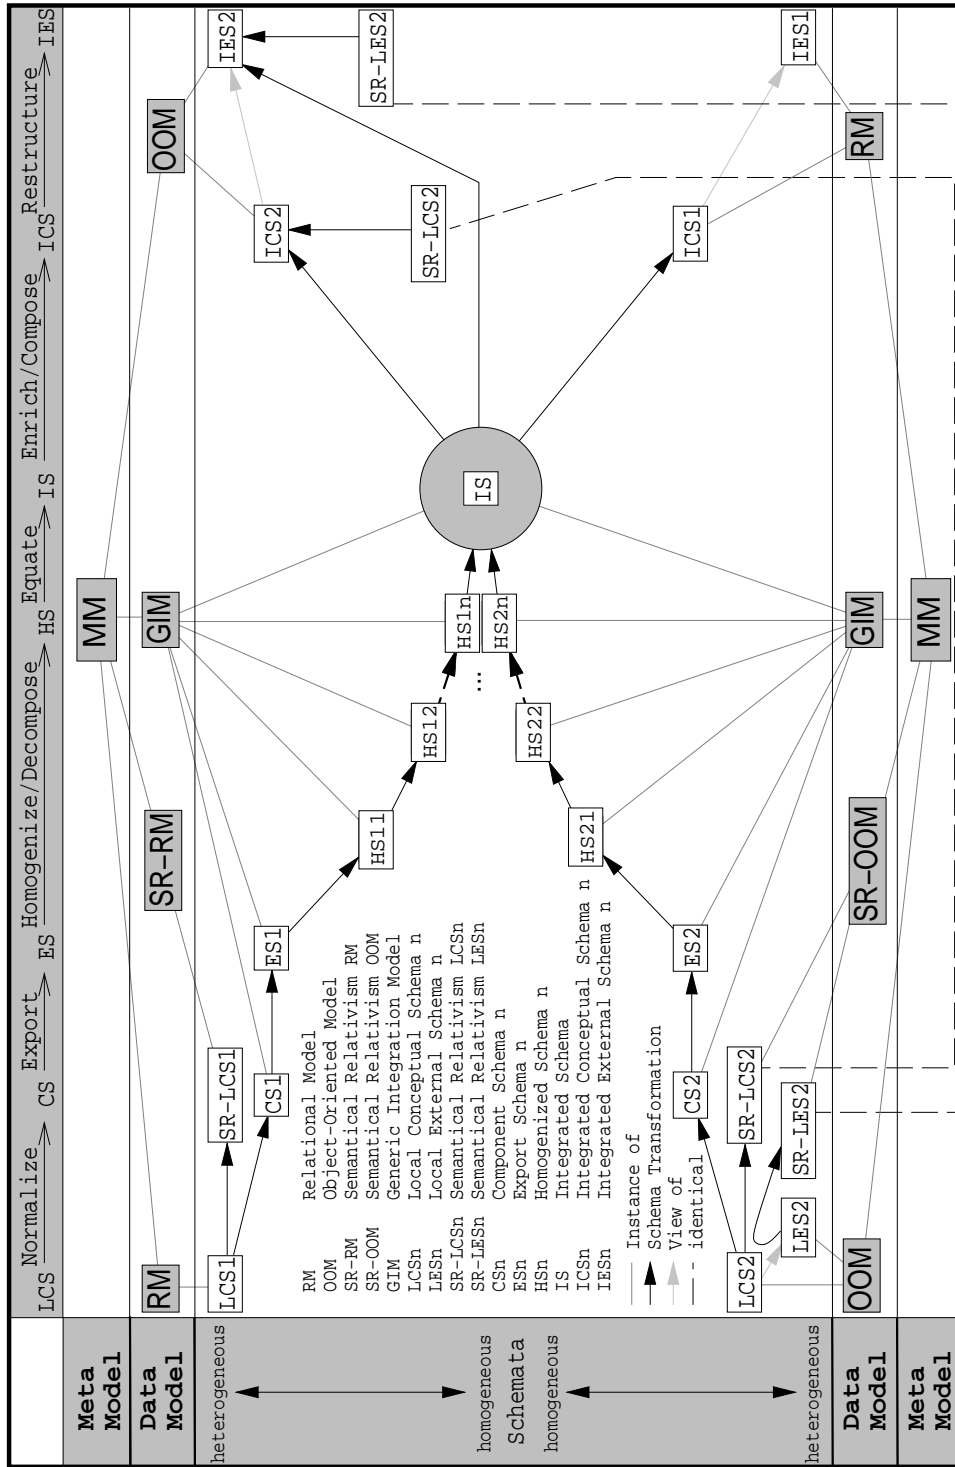 LCS Normalize CS Export ES Homogenize/Decompose HS Equate IS Enrich/Compose ICS Restructure IES
Meta
Model
MM
Data
Model
RM
SR-RM
GIM
OOM
heterogeneous
homogeneous
Schemata
homogeneous
heterogeneous
LCS1
SR-LCS1
CS1
ES1
HS11
HS12
HS1n
...
IS
ICS2
IES2
SR-LCS2
SR-LES2
RM Relational Model
OOM Object-Oriented Model
SR-RM Semantical Relativism RM
SR-OOM Semantical Relativism OOM
GIM Generic Integration Model
LCSn Local Conceptual Schema n
LESn Local External Schema n
SR-LCSn Semantical Relativism LCSn
SR-LESn Semantical Relativism LESn
CSn Component Schema n
ESn Export Schema n
HSn Homogenized Schema n
IS Integrated Schema
ICSn Integrated Conceptual Schema n
IESn Integrated External Schema n
Instance of
Schema Transformation
View of
identical
HS2n
HS22
HS21
ES2
CS2
LCS2
SR-LCS2
LES2
SR-LES2
ICS1
IES1
Data
Model
OOM
SR-OOM
GIM
RM
Meta
Model
MM